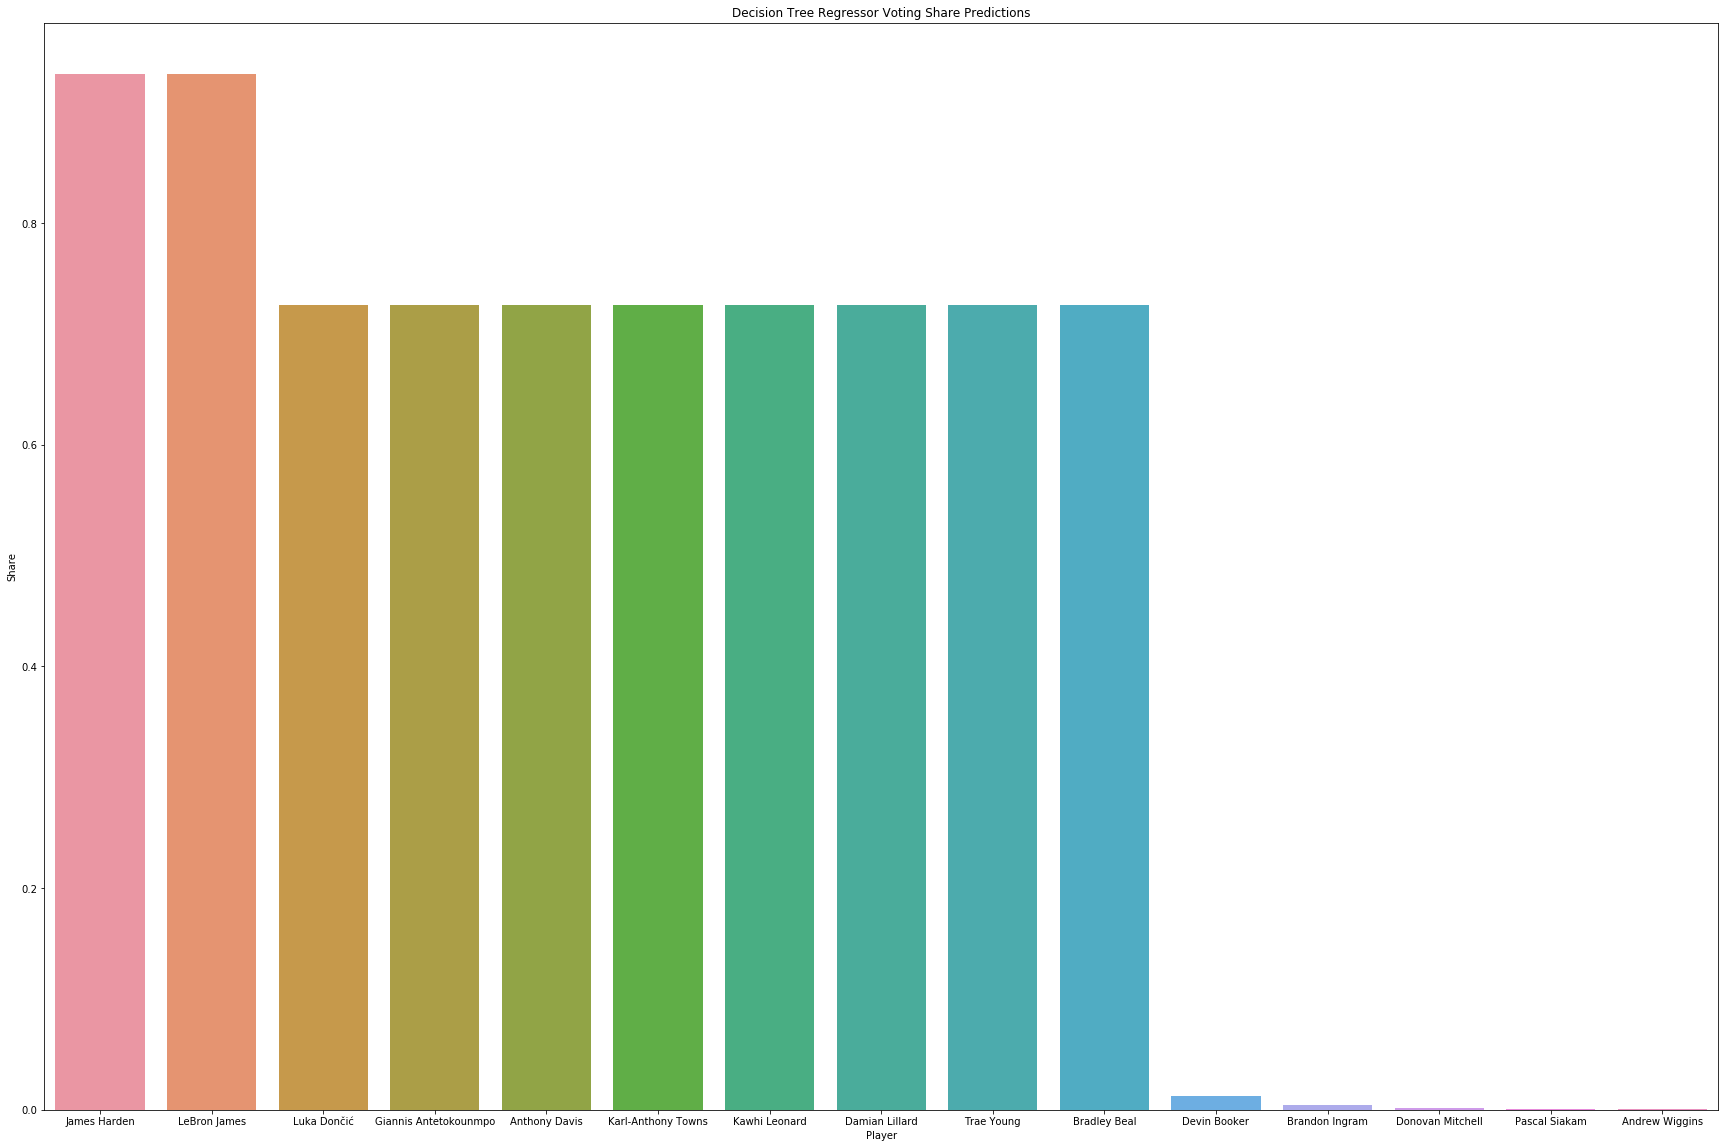 Decision Tree Regressor Voting Share Predictions
0.8
0.6
0.4
0.2
0.0
Share
James Harden LeBron James Luka Dončić Giannis Antetokounmpo Anthony Davis Karl-Anthony Towns Kawhi Leonard Damian Lillard Trae Young Bradley Beal Devin Booker Brandon Ingram Donovan Mitchell Pascal Siakam Andrew Wiggins
Player